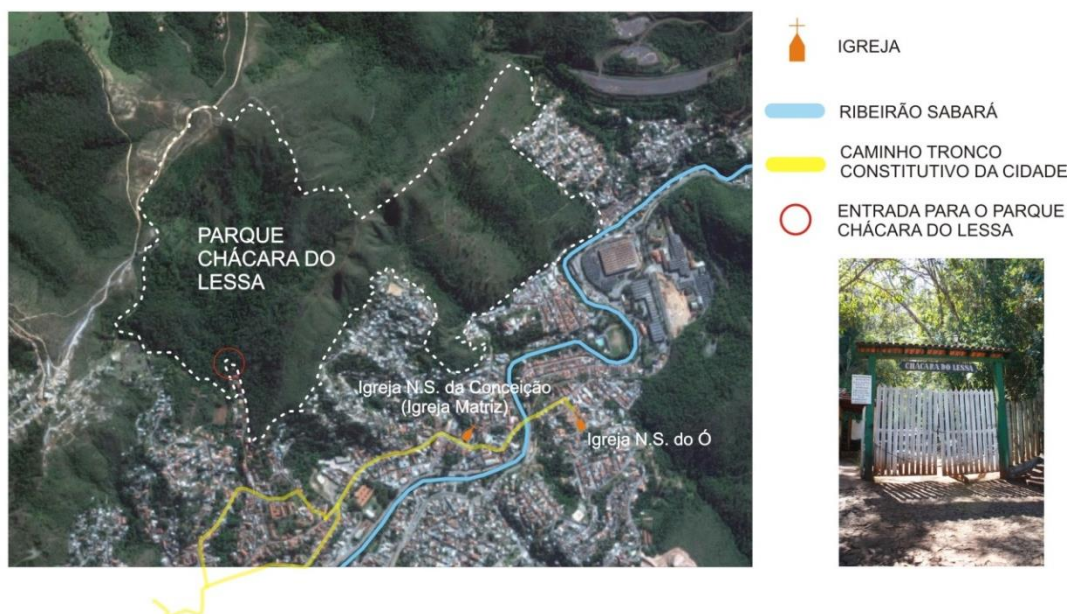 PARQUE
CHÁCARA DO
LESSA
Igreja N.S. da Conceição
(Igreja Matriz)
Igreja N.S. do Ó
IGREJA
RIBEIRÃO SABARÁ
CAMINHO TRONCO
CONSTITUTIVO DA CIDADE
ENTRADA PARA O PARQUE
CHÁCARA DO LESSA
CHÁCARA DO LESSA